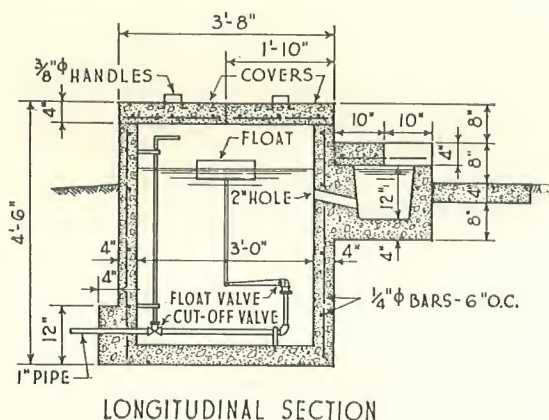 3'-8"
1'-10"
3/8"Φ HANDLES
COVERS
4"
10"
10"
8"
FLOAT
4"
8"
2"HOLE
12"
4"
8"
4'-6"
4"
3'-0"
4"
4"
4"
FLOAT VALVE
CUT-OFF VALVE
1/4"Φ BARS-6"O.C.
12"
1"PIPE
LONGITUDINAL SECTION